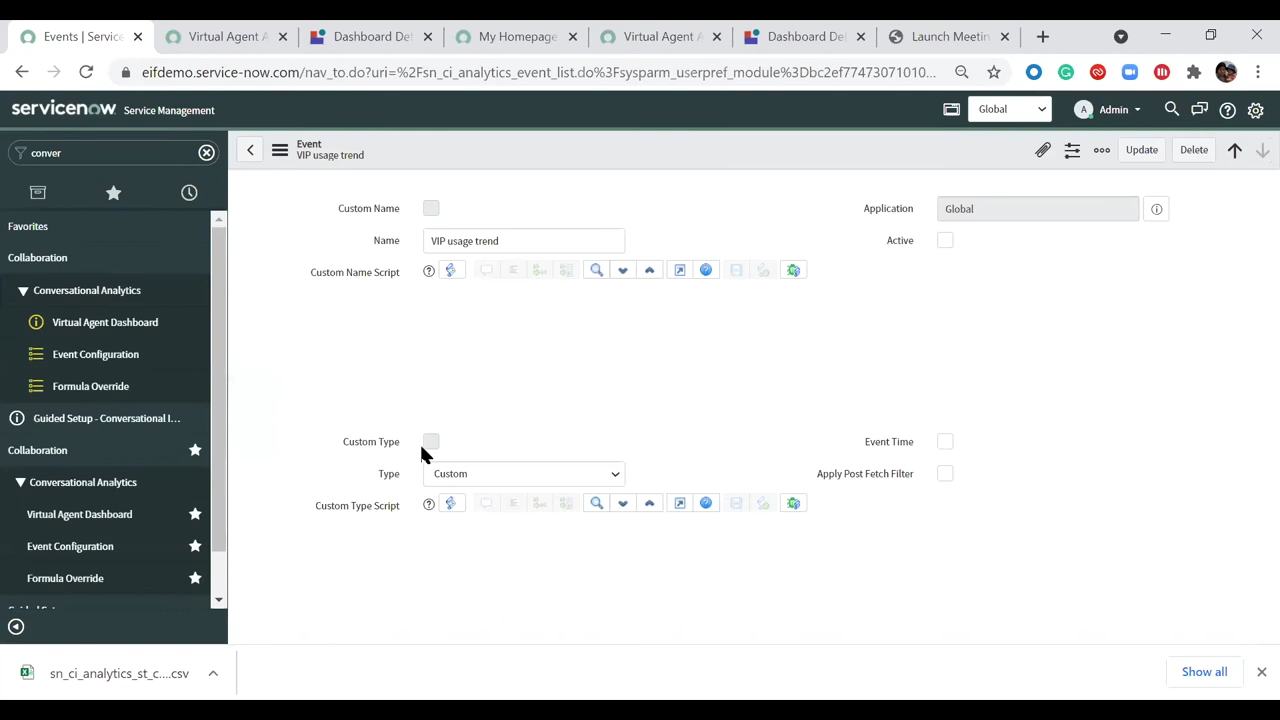 Events | Service
Virtual Agent A
Dashboard Det
My Homepage
Virtual Agent A
Dashboard Del
Launch Meetin
eifdemo.service-now.com/nav_to.do?uri=%2Fsn_ci_analytics_event_list.do%3Fsysparm_userpref_module%3Dbc2ef77473071010...
servicenow Service Management
Global
A Admin
conver
Event
VIP usage trend
Update
Delete
Favorites
Collaboration
Conversational Analytics
Virtual Agent Dashboard
Event Configuration
Formula Override
Guided Setup - Conversational I...
Collaboration
Conversational Analytics
Virtual Agent Dashboard
Event Configuration
Formula Override
Custom Name
Application Global
Name VIP usage trend
Active
Custom Name Script
Custom Type
Event Time
Type Custom
Apply Post Fetch Filter
Custom Type Script
sn_ci_analytics_st_c....csv
Show all